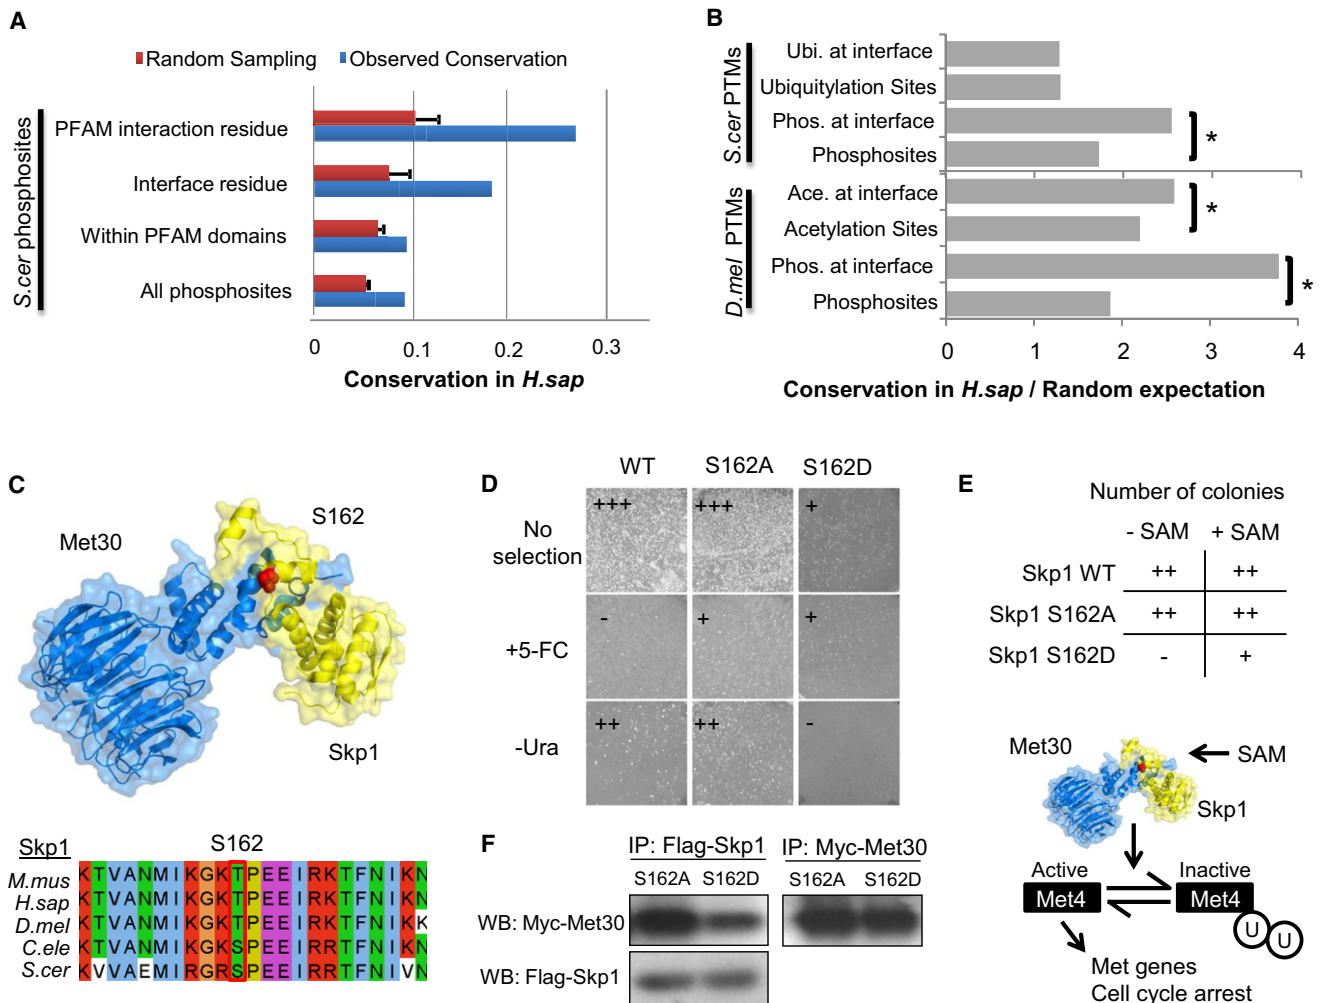 A
Random Sampling
Observed Conservation
S.cer phosphosites
PFAM interaction residue
Interface residue
Within PFAM domains
All phosphosites
0 0.1 0.2 0.3
Conservation in H.sap
B
S.cer PTMs
Ubi. at interface
Ubiquitylation Sites
Phos. at interface
*
Phosphosites
D.mel PTMs
Ace. at interface
*
Acetylation Sites
Phos. at interface
*
Phosphosites
0 1 2 3 4
Conservation in H.sap / Random expectation
C
S162
Met30
Skp1
Skp1 S162
M.mus KTVANMIKGKTPEEIRKTFNIKN
H.sap KTVANMIKGKTPEEIRKTFNIKN
D.mel KTVANMIKGKTPEEIRKTFNIKK
C.ele KTVANMIKGKSPEEIRRTFNIKN
S.cer KVVAEMIRGRSPEEIRRTFNIVN
D
WT S162A S162D
No selection +++ +++ +
+5-FC - + +
-Ura ++ ++ -
E
Number of colonies
- SAM + SAM
Skp1 WT ++ ++
Skp1 S162A ++ ++
Skp1 S162D - +
Met30
SAM
Skp1
Active Inactive
Met4 Met4
U U
Met genes
Cell cycle arrest
F
IP: Flag-Skp1 IP: Myc-Met30
S162A S162D S162A S162D
WB: Myc-Met30
WB: Flag-Skp1